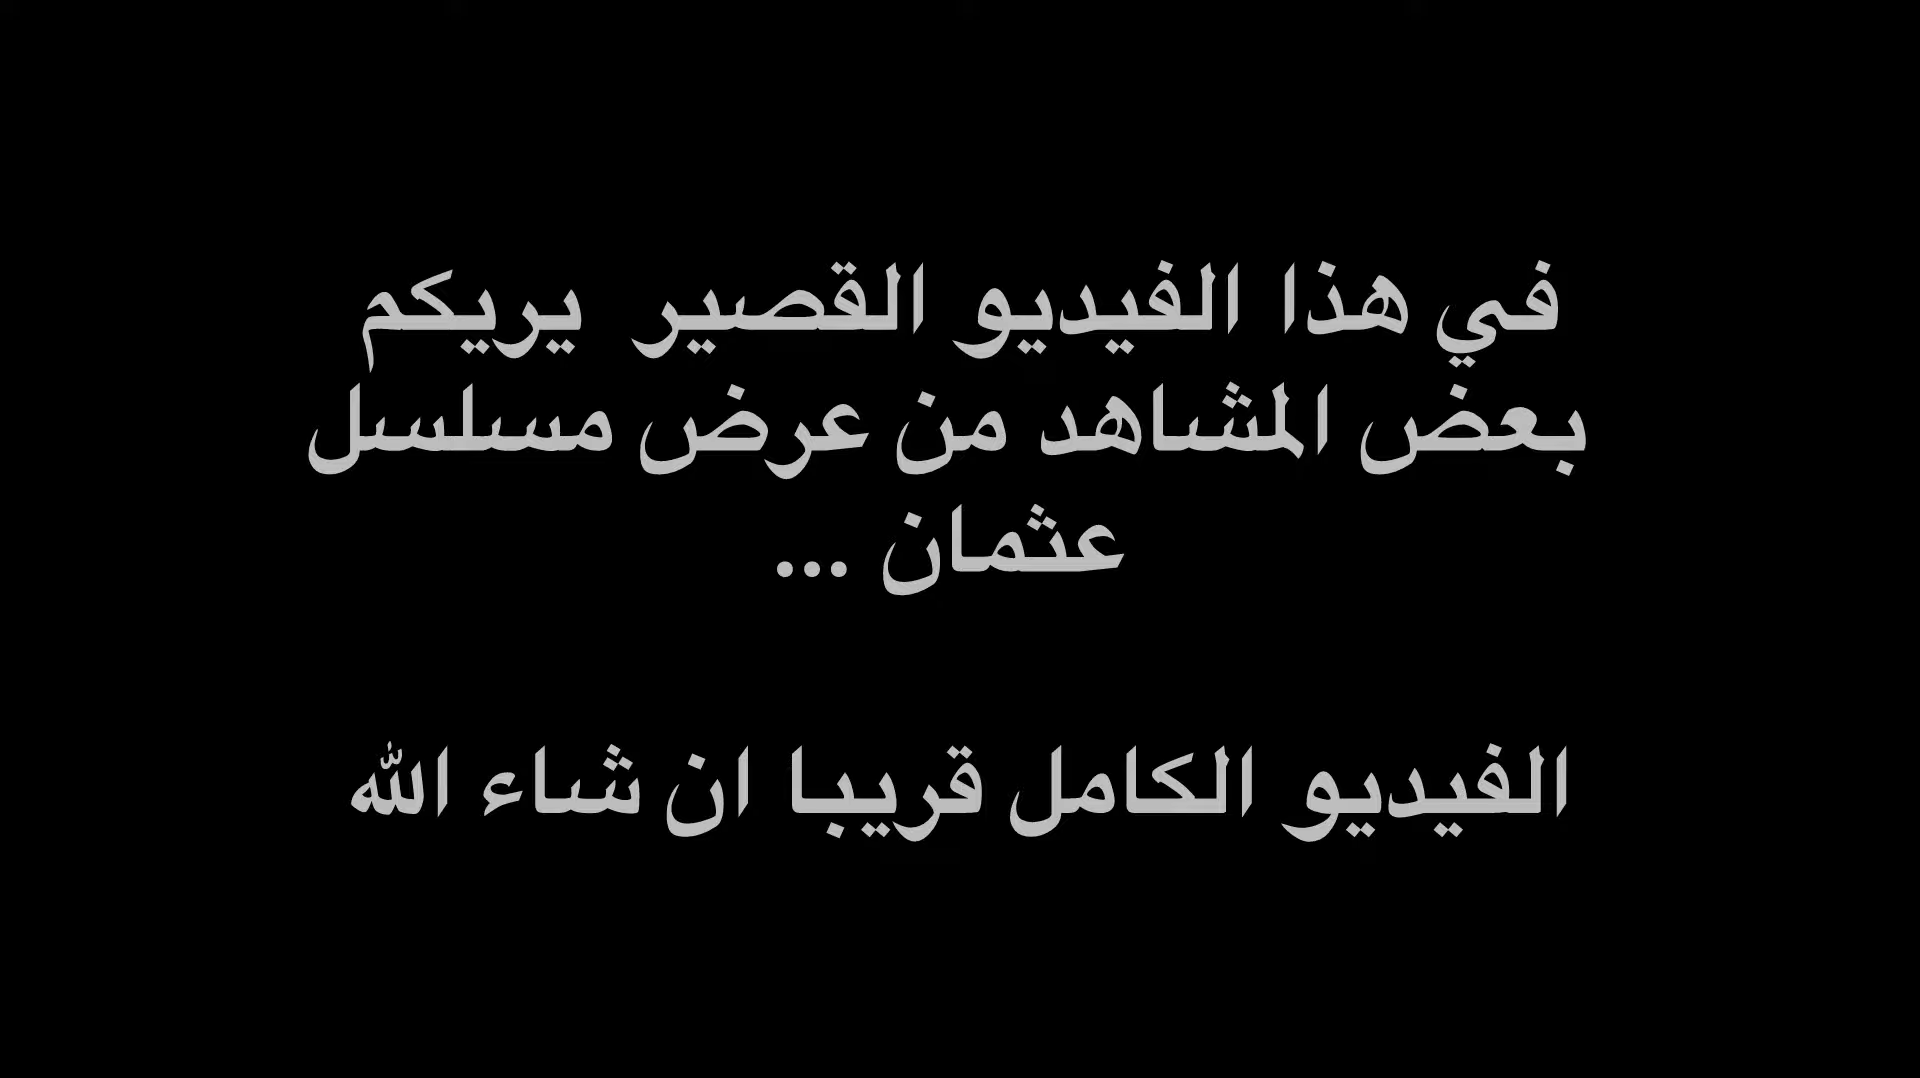 في هذا الفيديو القصير يريكم
بعض المشاهد من عرض مسلسل
عثمان ...
الفيديو الكامل قريبا ان شاء الله